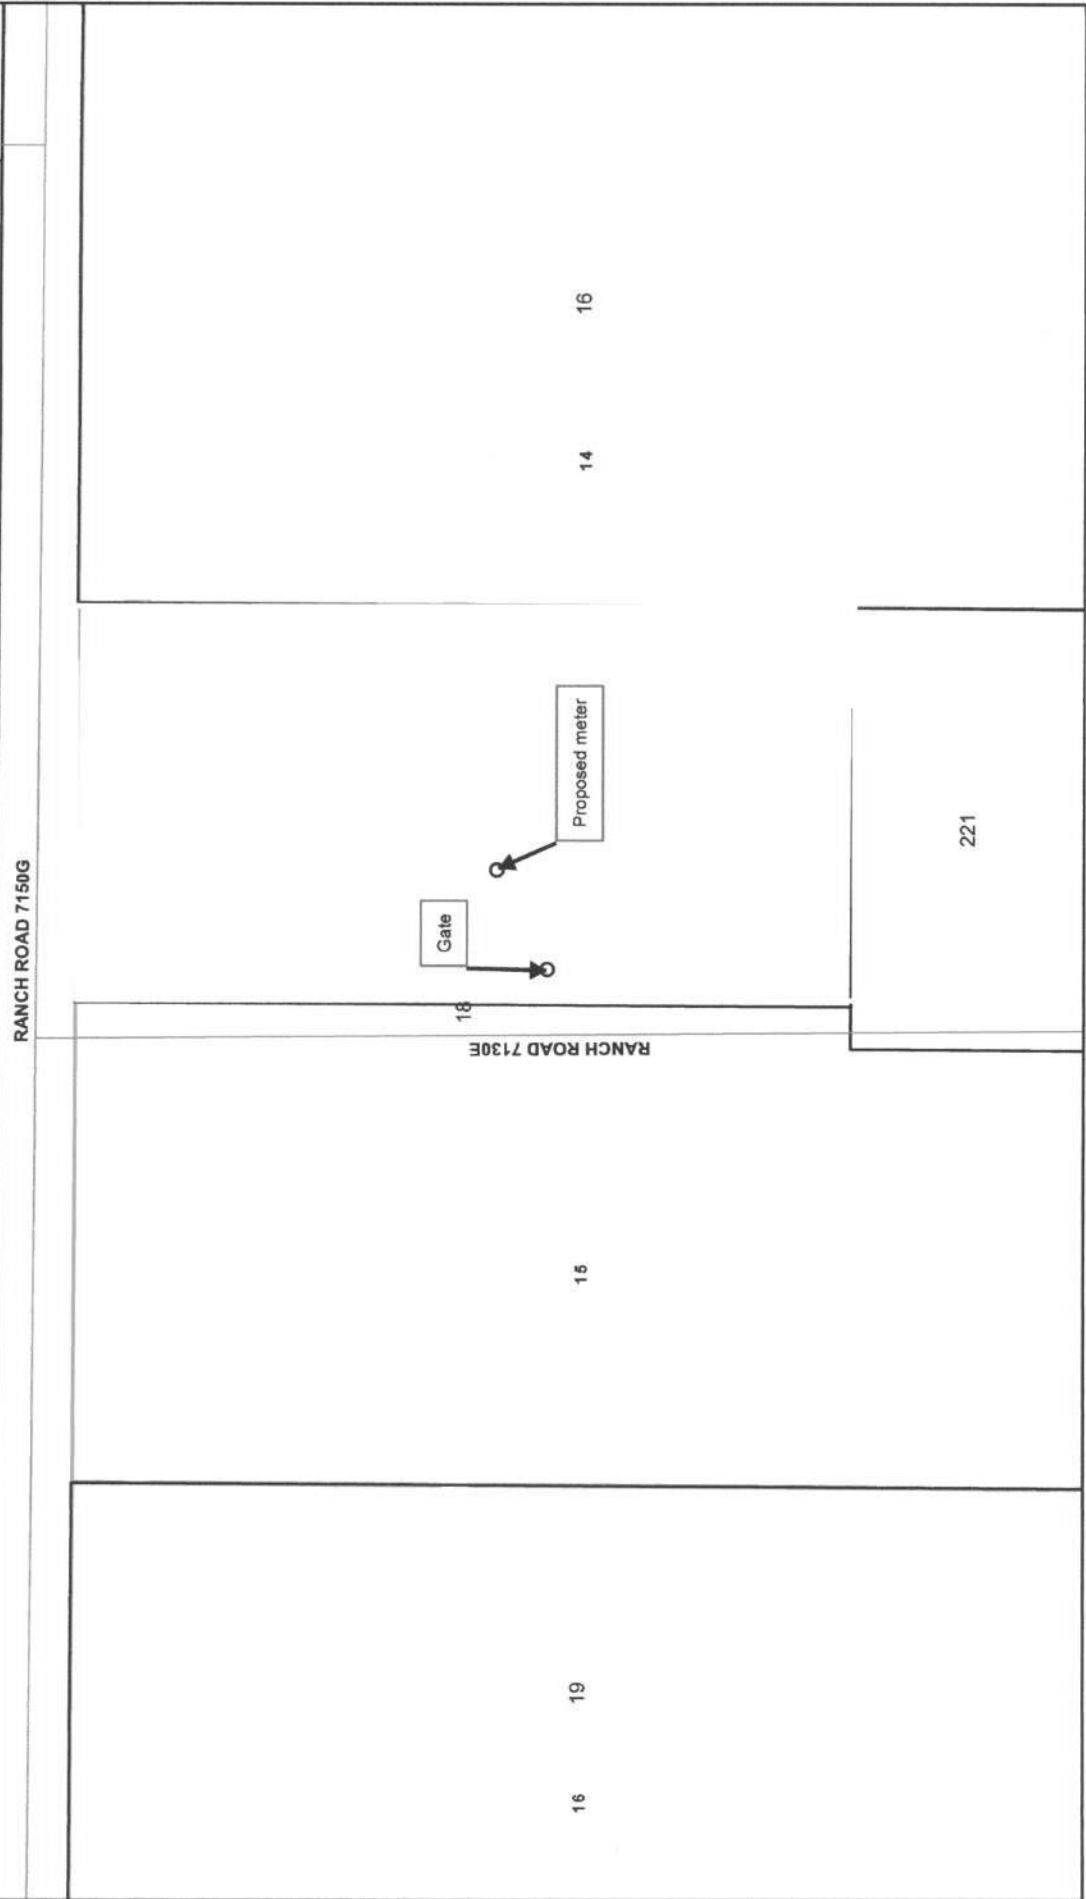 RANCH ROAD 7150G
16
14
Proposed meter
Gate
221
18
RANCH ROAD 7130E
15
19
16